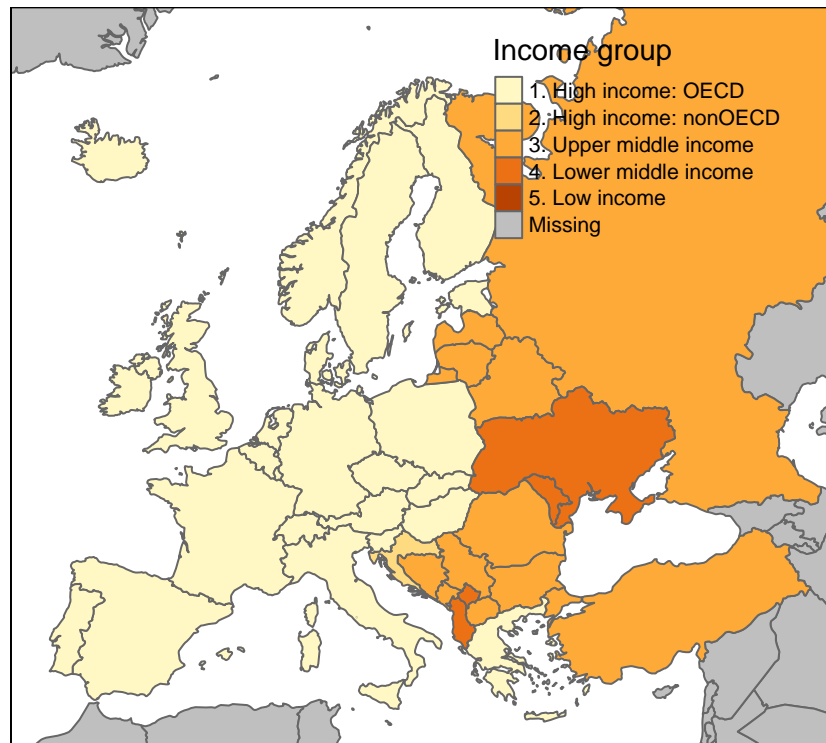 Income group
1. High income: OECD
2. High income: nonOECD
3. Upper middle income
4. Lower middle income
5. Low income
Missing